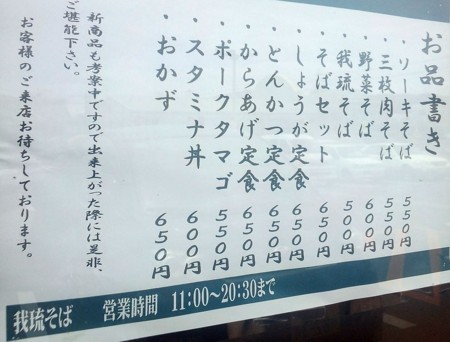 お品書き
・ソーキそば 550円
・三枚肉そば 550円
・野菜そば 600円
・我琉そば 550円
・そばセット 650円
・しょうが定食 650円
・とんかつ定食 650円
・からあげ定食 650円
・ポークタマゴ 550円
・スタミナ丼 600円
・おかず 650円
新商品も考案中ですので出来上がった際には是非、
ご堪能下さい。
お客様のご来店お待ちしております。
我琉そば 営業時間 11:00〜20:30まで